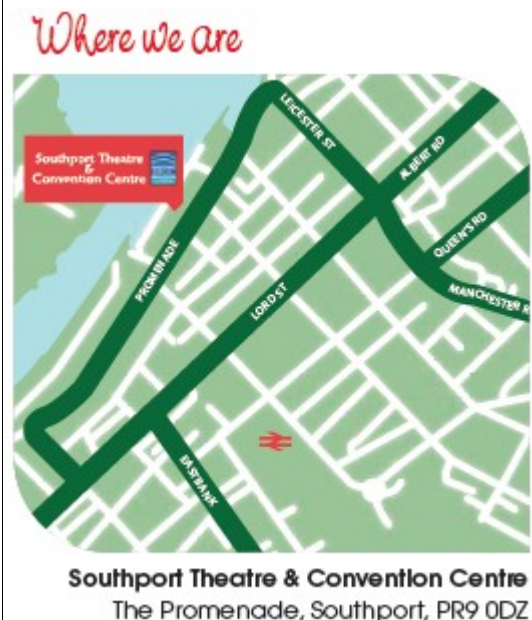 Where we are
Southport Theatre
&
Convention Centre
LEICESTER ST
ALBERT RD
QUEEN'S RD
MANCHESTER R
PROMENADE
LORD ST
EASTBANK
Southport Theatre & Convention Centre
The Promenade, Southport, PR9 0DZ